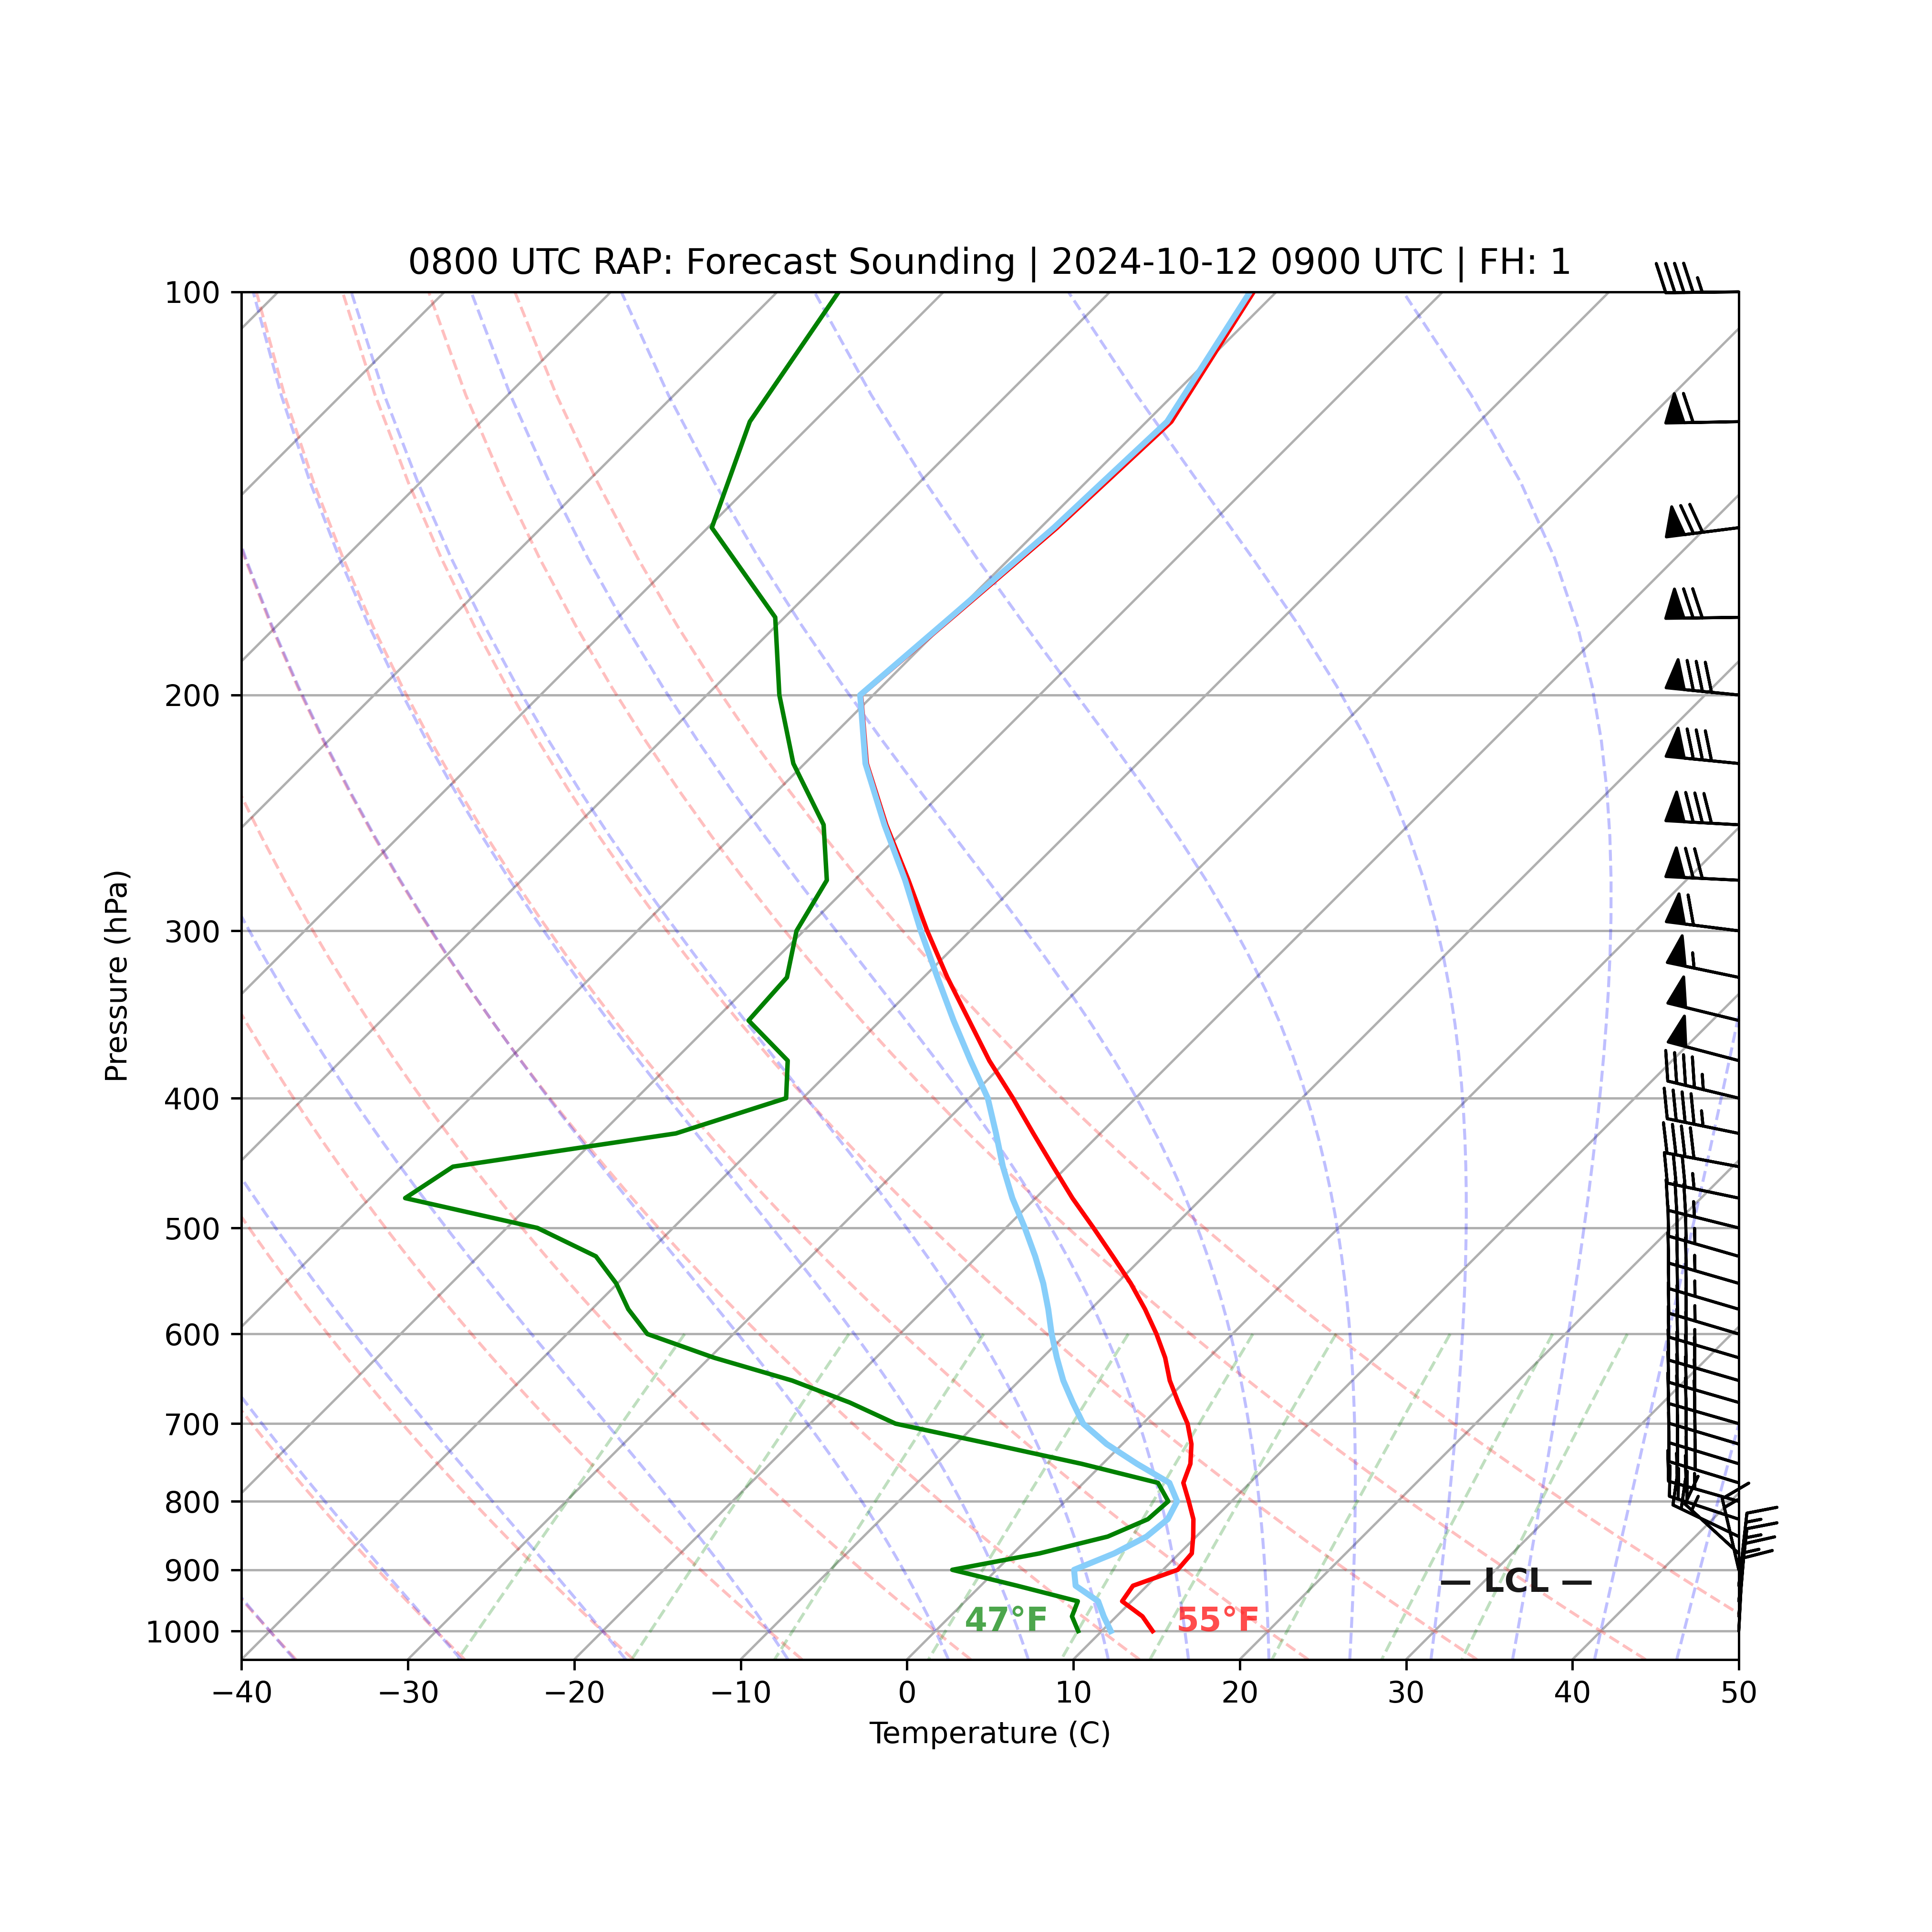 0800 UTC RAP: Forecast Sounding | 2024-10-12 0900 UTC | FH: 1
100
200
300
400
500
600
700
800
900
1000
Pressure (hPa)
— LCL —
47°F
55°F
−40 −30 −20 −10 0 10 20 30 40 50
Temperature (C)